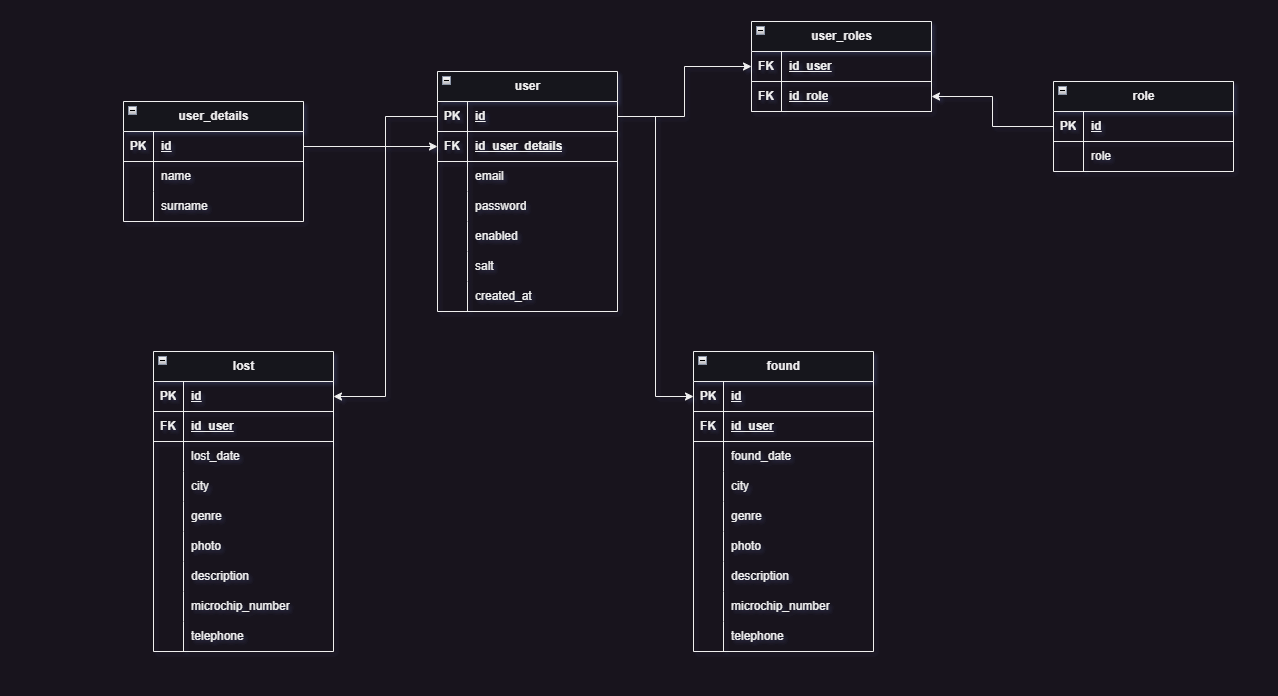 user_roles
FK id_user
FK id_role
user
PK id
FK id_user_details
email
password
enabled
salt
created_at
role
PK id
role
user_details
PK id
name
surname
lost
PK id
FK id_user
lost_date
city
genre
photo
description
microchip_number
telephone
found
PK id
FK id_user
found_date
city
genre
photo
description
microchip_number
telephone